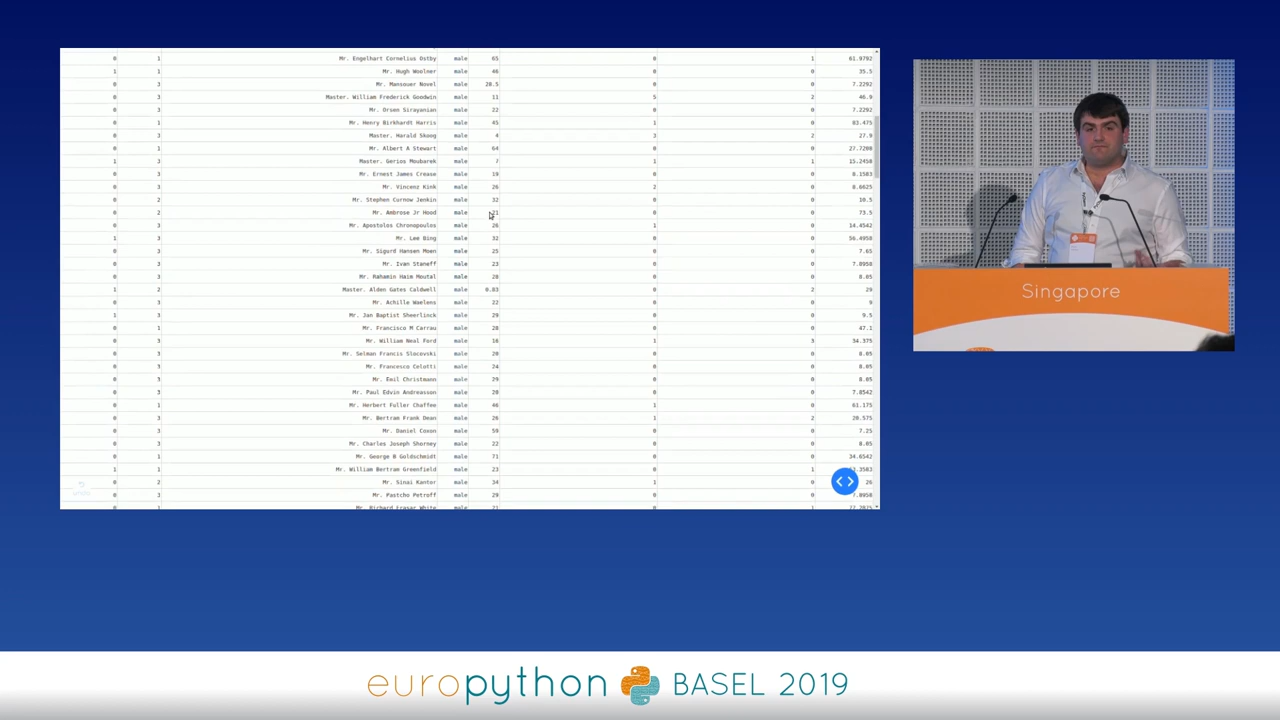 0 1 Mr. Engelhart Cornelius Ostby male 65 0 1 61.9792
1 1 Mr. Hugh Woolner male 46 0 0 35.5
0 3 Mr. Mansouer Novel male 28.5 0 0 7.2292
0 3 Master. William Frederick Goodwin male 11 5 2 46.9
0 3 Mr. Orsen Sirayanian male 22 0 0 7.2292
0 1 Mr. Henry Birkhardt Harris male 45 1 0 83.475
0 3 Master. Harald Skoog male 4 3 2 27.9
0 1 Mr. Albert A Stewart male 64 0 0 27.7208
1 3 Master. Gerios Moubarek male 7 1 1 15.2458
0 3 Mr. Ernest James Crease male 19 0 0 8.1583
0 3 Mr. Vincenz Kink male 26 2 0 8.6625
0 2 Mr. Stephen Curnow Jenkin male 32 0 0 10.5
0 2 Mr. Ambrose Jr Hood male 21 0 0 73.5
0 3 Mr. Apostolos Chronopoulos male 26 1 0 14.4542
1 3 Mr. Lee Bing male 32 0 0 56.4958
0 3 Mr. Sigurd Hansen Moen male 25 0 0 7.65
0 3 Mr. Ivan Staneff male 23 0 0 7.8958
0 3 Mr. Rahamin Haim Moutal male 28 0 0 8.05
1 2 Master. Alden Gates Caldwell male 0.83 0 2 29
0 3 Mr. Achille Waelens male 22 0 0 9
1 3 Mr. Jan Baptist Sheerlinck male 29 0 0 9.5
0 1 Mr. Francisco M Carrau male 28 0 0 47.1
0 3 Mr. William Neal Ford male 16 1 3 34.375
0 3 Mr. Selman Francis Slocovski male 20 0 0 8.05
0 3 Mr. Francesco Celotti male 24 0 0 8.05
0 3 Mr. Emil Christmann male 29 0 0 8.05
0 3 Mr. Paul Edvin Andreasson male 20 0 0 7.8542
0 1 Mr. Herbert Fuller Chaffee male 46 1 0 61.175
0 3 Mr. Bertram Frank Dean male 26 1 2 20.575
0 3 Mr. Daniel Coxon male 59 0 0 7.25
0 3 Mr. Charles Joseph Shorney male 22 0 0 8.05
0 1 Mr. George B Goldschmidt male 71 0 0 34.6542
1 1 Mr. William Bertram Greenfield male 23 0 1 63.3583
0 2 Mr. Sinai Kantor male 34 1 0 26
0 3 Mr. Pastcho Petroff male 29 0 0 7.8958
0 1 Mr. Richard Frasar White male 21 0 1 77.2875
Singapore
europython BASEL 2019